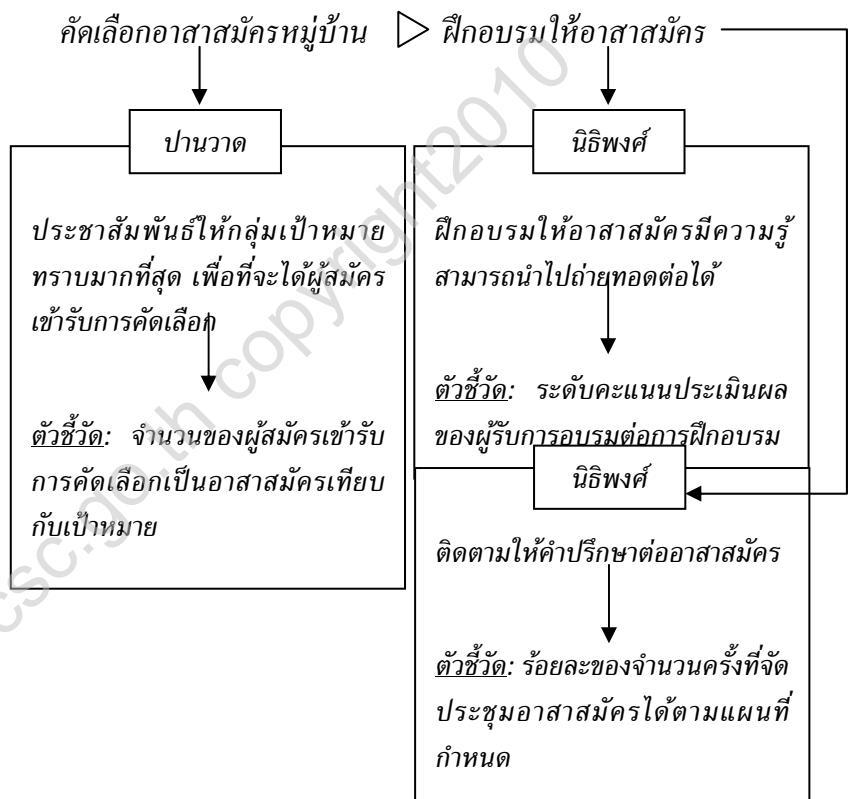 คัดเลือกอาสาสมัครหมู่บ้าน
ฝึกอบรมให้อาสาสมัคร
ปานวาด
ประชาสัมพันธ์ให้กลุ่มเป้าหมาย
ทราบมากที่สุด เพื่อที่จะได้ผู้สมัคร
เข้ารับการคัดเลือก
ตัวชี้วัด: จำนวนของผู้สมัครเข้ารับ
การคัดเลือกเป็นอาสาสมัครเทียบ
กับเป้าหมาย
นิธิพงศ์
ฝึกอบรมให้อาสาสมัครมีความรู้
สามารถนำไปถ่ายทอดต่อได้
ตัวชี้วัด: ระดับคะแนนประเมินผล
ของผู้รับการอบรมต่อการฝึกอบรม
นิธิพงศ์
ติดตามให้คำปรึกษาต่ออาสาสมัคร
ตัวชี้วัด: ร้อยละของจำนวนครั้งที่จัด
ประชุมอาสาสมัครได้ตามแผนที่
กำหนด
csc.go.th copyright2010